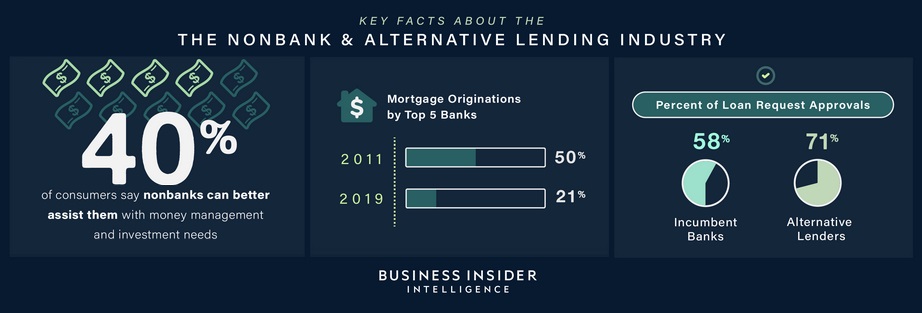 KEY FACTS ABOUT THE
THE NONBANK & ALTERNATIVE LENDING INDUSTRY
40%
of consumers say nonbanks can better
assist them with money management
and investment needs
Mortgage Originations
by Top 5 Banks
2011 50%
2019 21%
Percent of Loan Request Approvals
58%
Incumbent
Banks
71%
Alternative
Lenders
BUSINESS INSIDER
INTELLIGENCE